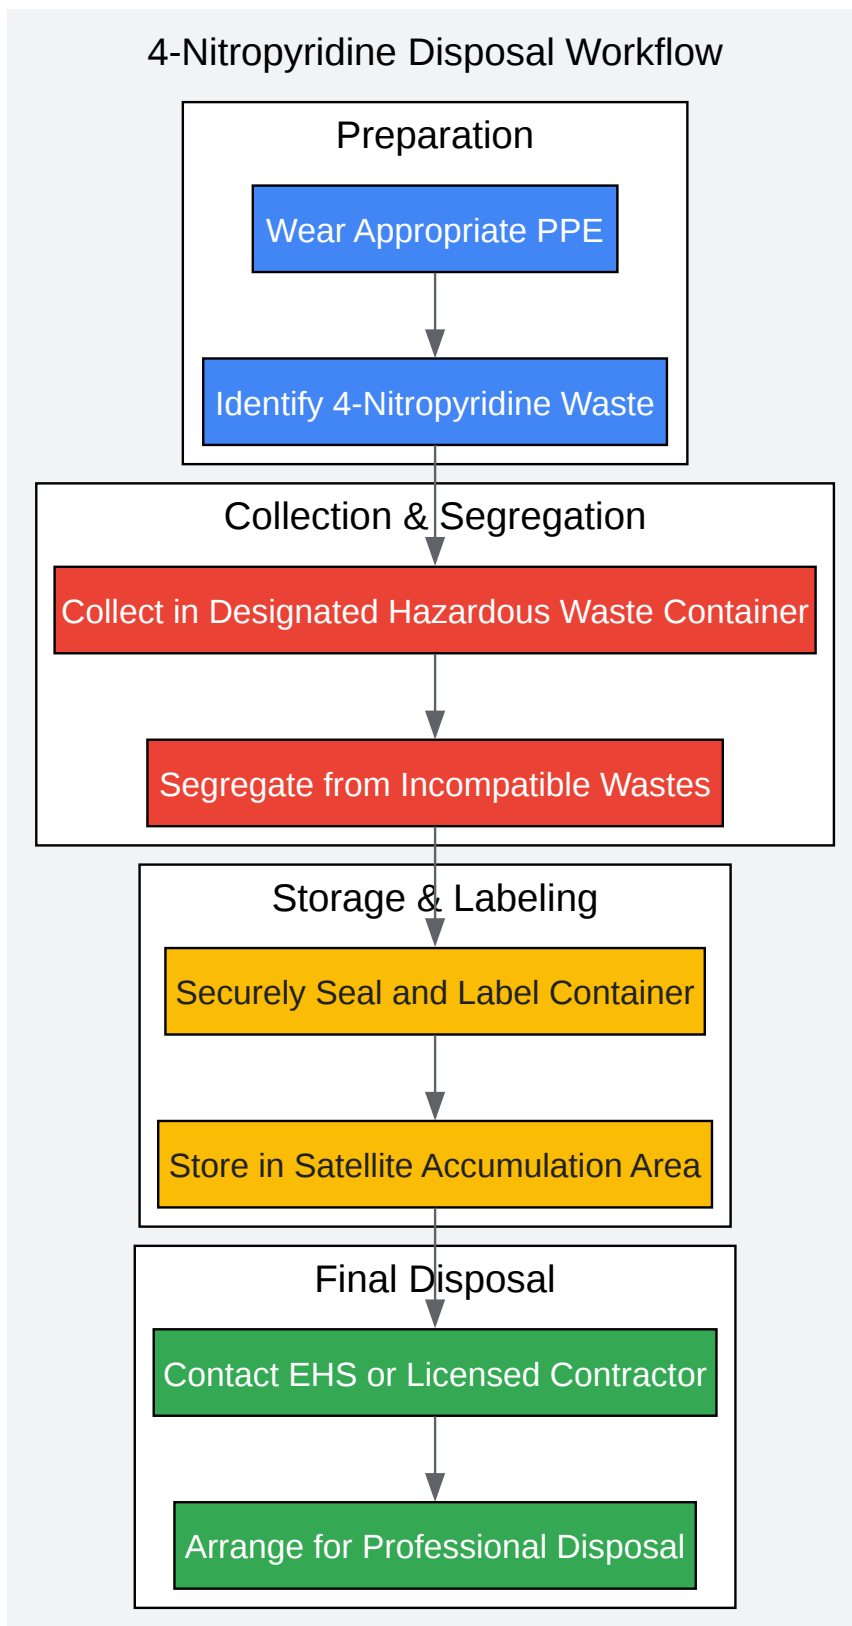 4-Nitropyridine Disposal Workflow
Preparation
Wear Appropriate PPE
Identify 4-Nitropyridine Waste
Collection & Segregation
Collect in Designated Hazardous Waste Container
Segregate from Incompatible Wastes
Storage & Labeling
Securely Seal and Label Container
Store in Satellite Accumulation Area
Final Disposal
Contact EHS or Licensed Contractor
Arrange for Professional Disposal